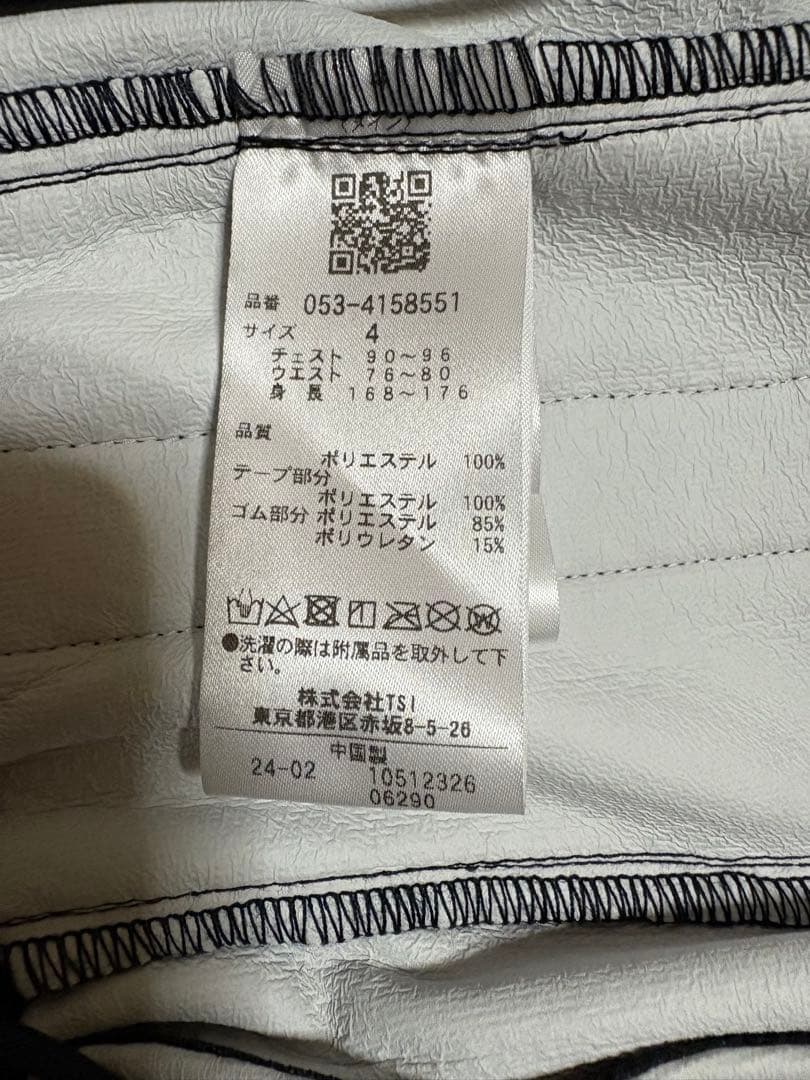 品番 053-4158551
サイズ 4
チェスト 90～96
ウエスト 76～80
身長 168～176
品質
ポリエステル 100%
テープ部分
ポリエステル 100%
ゴム部分 ポリエステル 85%
ポリウレタン 15%
●洗濯の際は附属品を取外して下
さい。
株式会社TSI
東京都港区赤坂8-5-26
中国製
24-02 10512326
06290